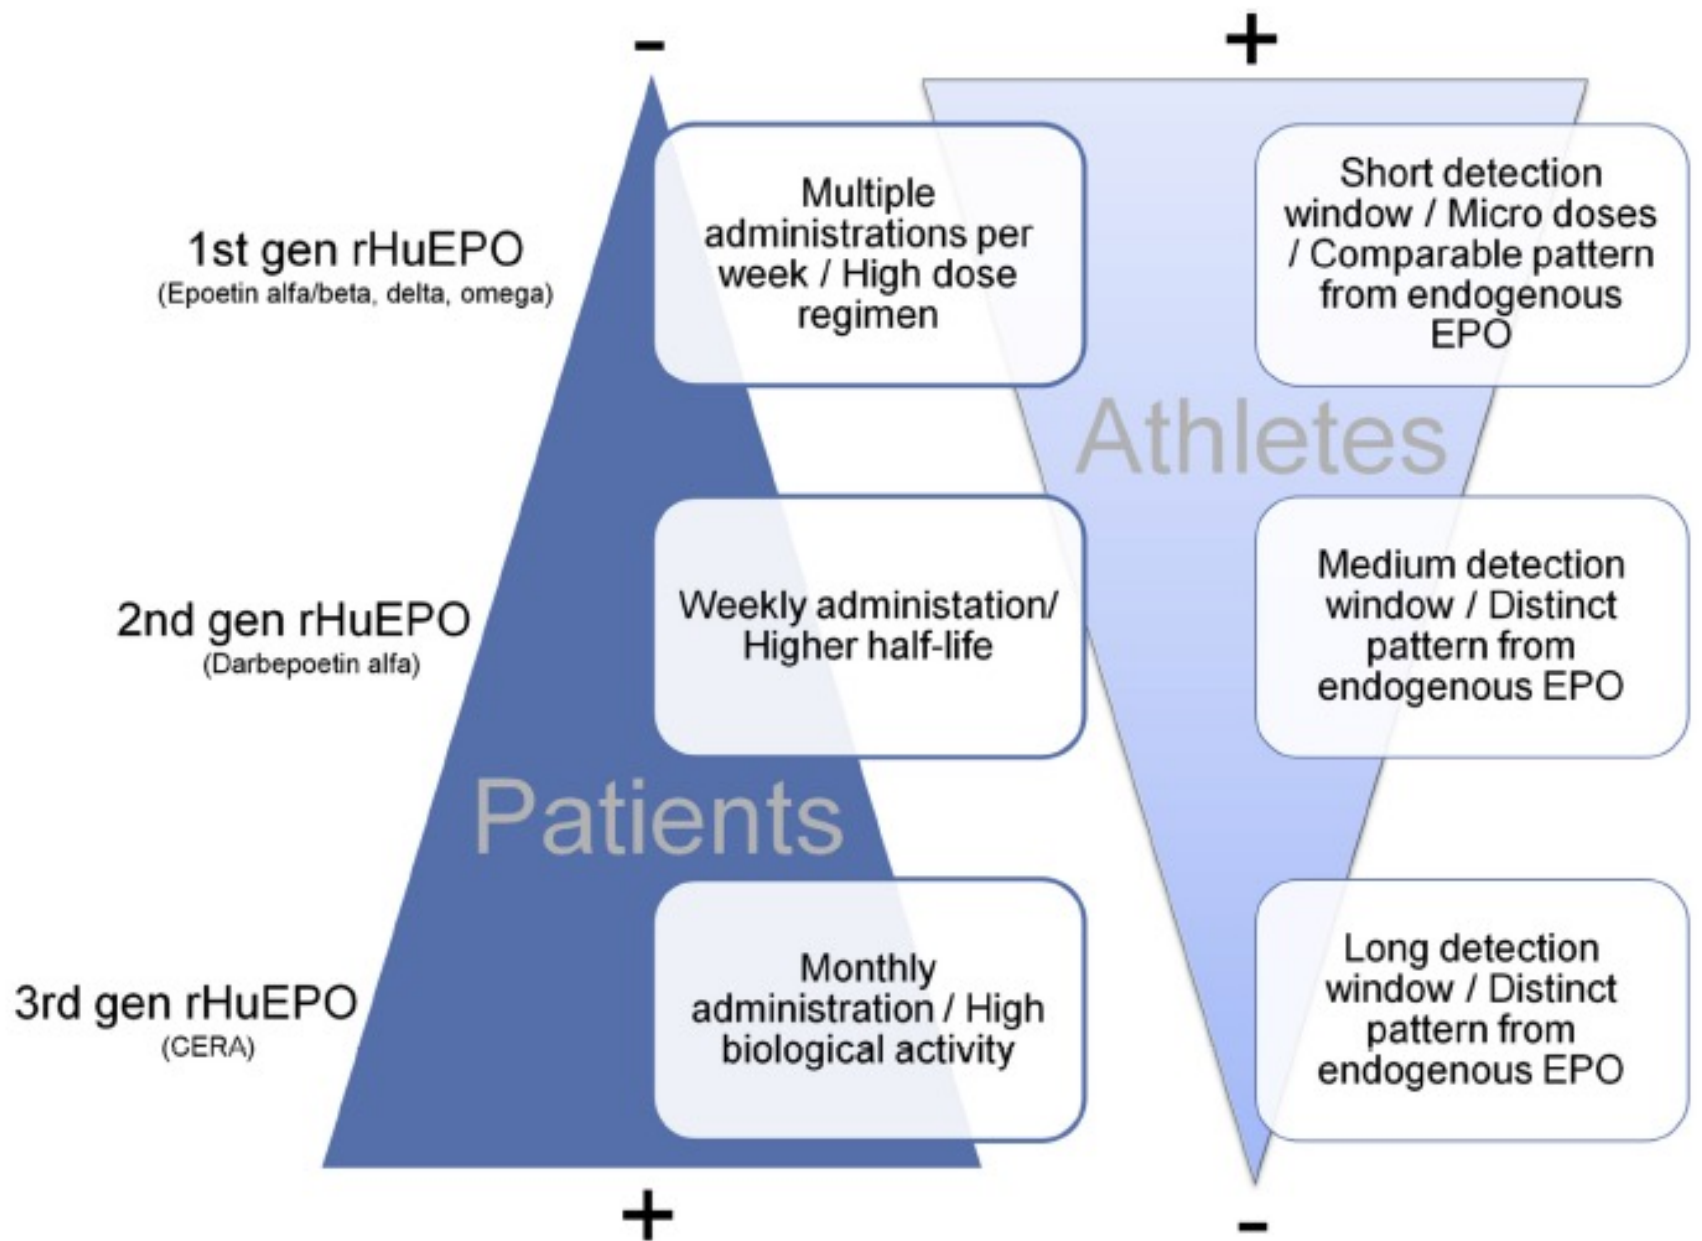 -
+
1st gen rHuEPO
(Epoetin alfa/beta, delta, omega)
Multiple
administrations per
week / High dose
regimen
Short detection
window / Micro doses
/ Comparable pattern
from endogenous
EPO
Athletes
2nd gen rHuEPO
(Darbepoetin alfa)
Weekly administation/
Higher half-life
Medium detection
window / Distinct
pattern from
endogenous EPO
Patients
3rd gen rHuEPO
(CERA)
Monthly
administration / High
biological activity
Long detection
window / Distinct
pattern from
endogenous EPO
+
-